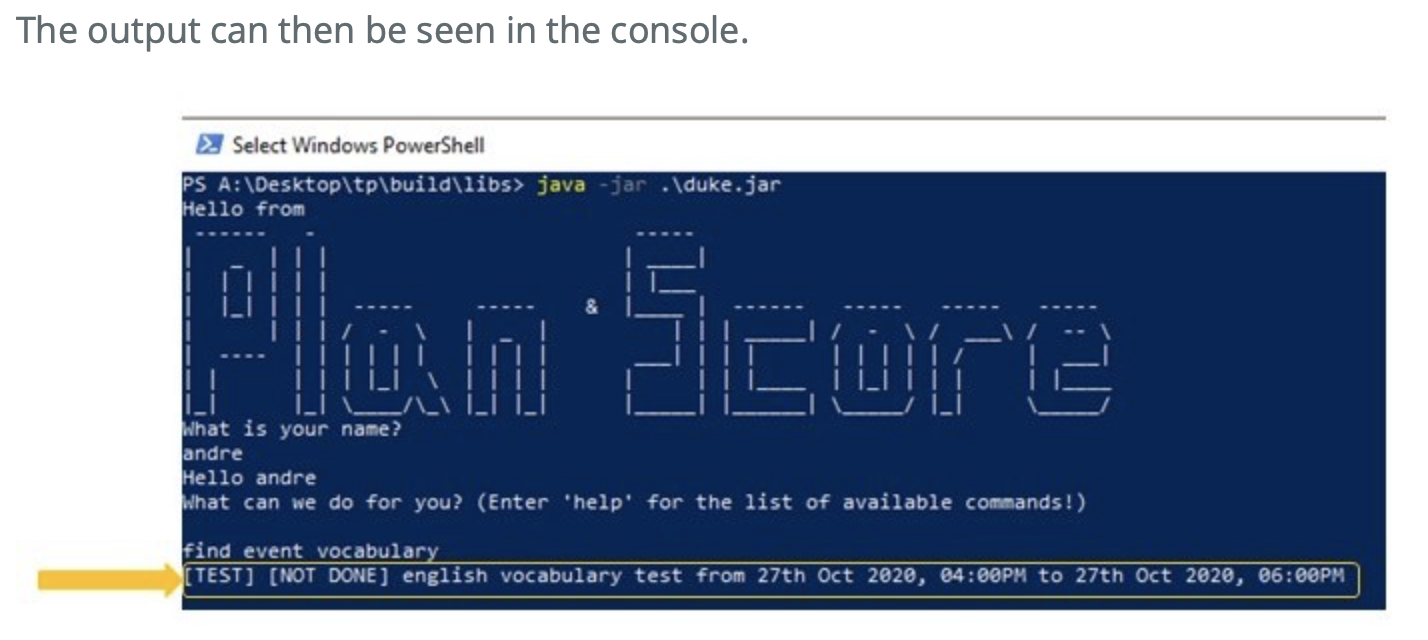 The output can then be seen in the console.
Select Windows PowerShell
PS A:\Desktop\tp\build\libs> java -jar .\duke.jar
Hello from
Plan & Score
What is your name?
andre
Hello andre
What can we do for you? (Enter 'help' for the list of available commands!)
find event vocabulary
[TEST] [NOT DONE] english vocabulary test from 27th Oct 2020, 04:00PM to 27th Oct 2020, 06:00PM